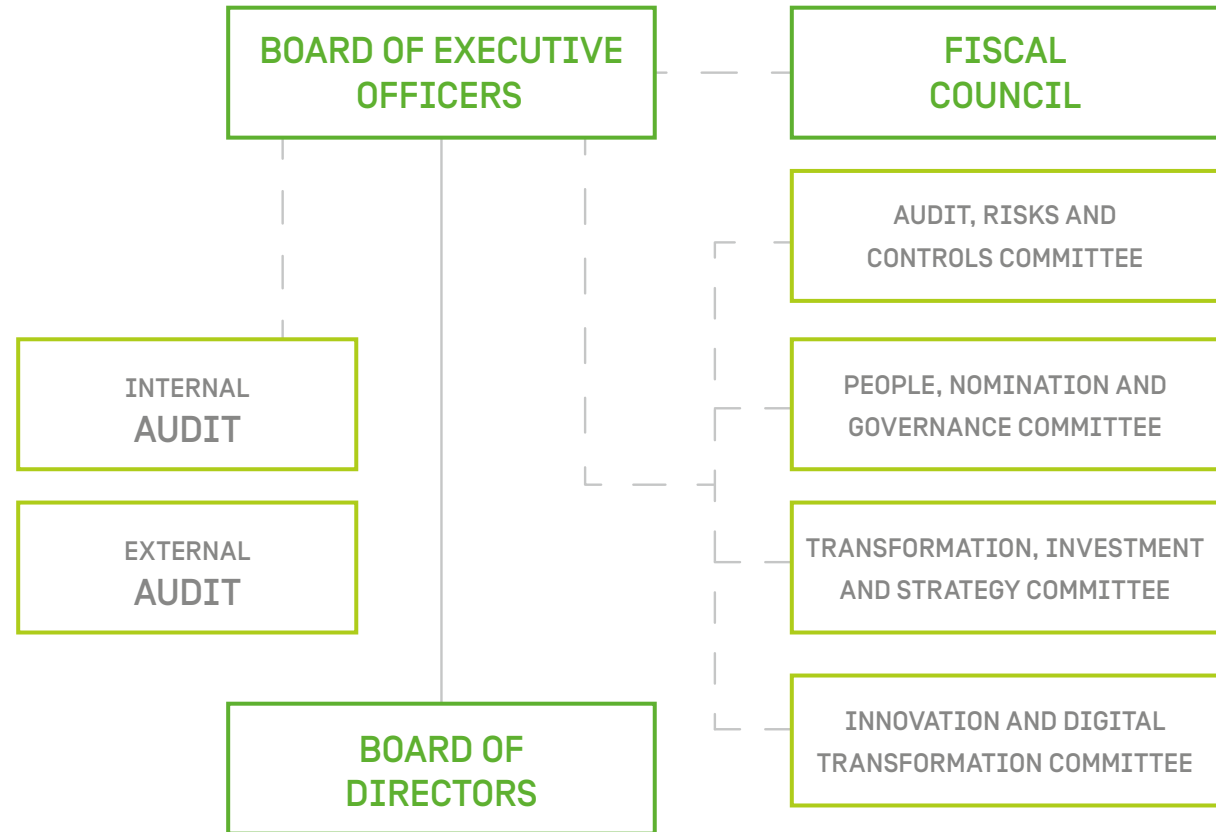 BOARD OF EXECUTIVE
OFFICERS
FISCAL
COUNCIL
AUDIT, RISKS AND
CONTROLS COMMITTEE
INTERNAL
AUDIT
PEOPLE, NOMINATION AND
GOVERNANCE COMMITTEE
EXTERNAL
AUDIT
TRANSFORMATION, INVESTMENT
AND STRATEGY COMMITTEE
BOARD OF
DIRECTORS
INNOVATION AND DIGITAL
TRANSFORMATION COMMITTEE